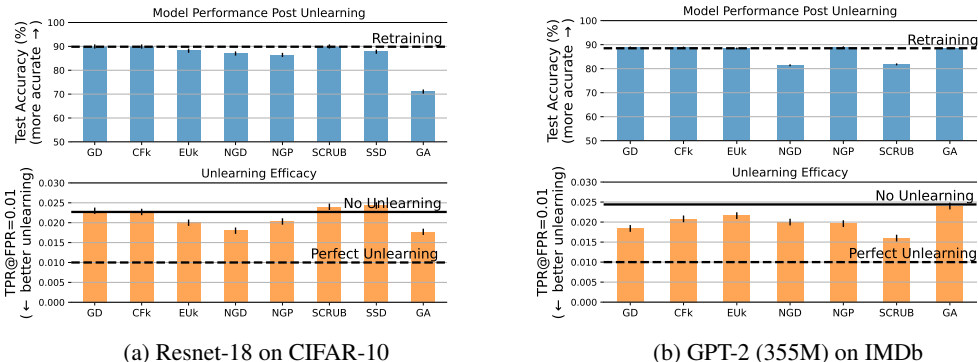 Model Performance Post Unlearning
Test Accuracy (%)
(more acurate →)
100
90
80
70
60
50
Retraining
GD CFk EUk NGD NGP SCRUB SSD GA
Unlearning Efficacy
TPR@FPR=0.01
(← better unlearning)
0.030
0.025
0.020
0.015
0.010
0.005
0.000
No Unlearning
Perfect Unlearning
GD CFk EUk NGD NGP SCRUB SSD GA
(a) Resnet-18 on CIFAR-10
Model Performance Post Unlearning
Test Accuracy (%)
(more acurate →)
100
90
80
70
60
50
Retraining
GD CFk EUk NGD NGP SCRUB GA
Unlearning Efficacy
TPR@FPR=0.01
(← better unlearning)
0.030
0.025
0.020
0.015
0.010
0.005
0.000
No Unlearning
Perfect Unlearning
GD CFk EUk NGD NGP SCRUB GA
(b) GPT-2 (355M) on IMDb